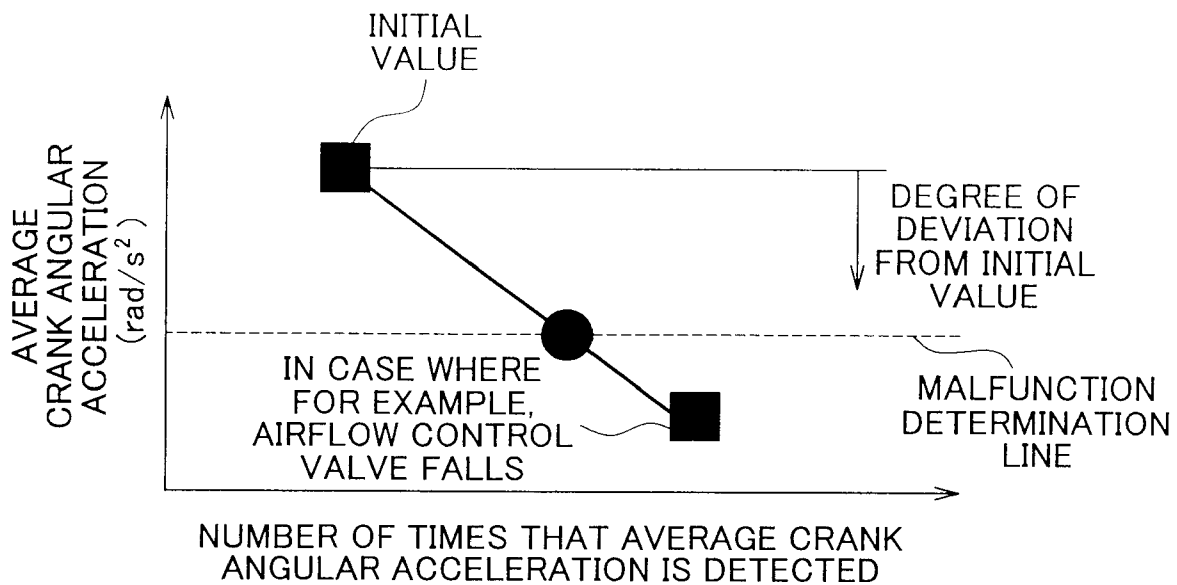 INITIAL
VALUE
AVERAGE
CRANK ANGULAR
ACCELERATION
(rad/s²)
DEGREE OF
DEVIATION
FROM INITIAL
VALUE
IN CASE WHERE
FOR EXAMPLE,
AIRFLOW CONTROL
VALVE FALLS
MALFUNCTION
DETERMINATION
LINE
NUMBER OF TIMES THAT AVERAGE CRANK
ANGULAR ACCELERATION IS DETECTED